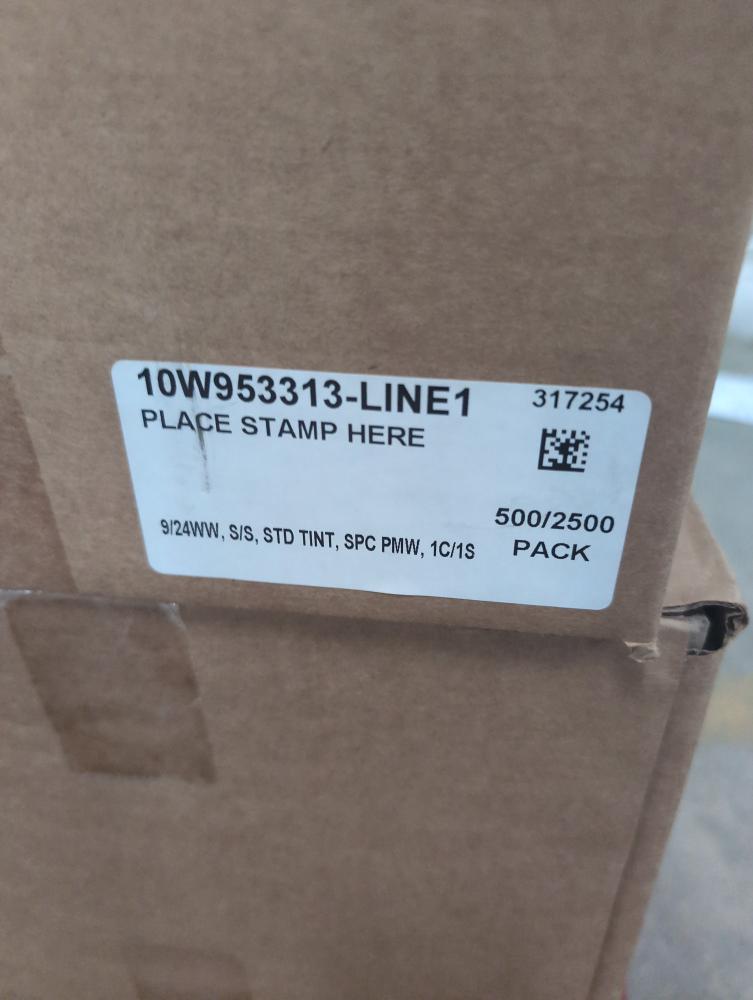 10W953313-LINE1
317254
PLACE STAMP HERE
500/2500
PACK
9/24WW, S/S, STD TINT, SPC PMW, 1C/1S